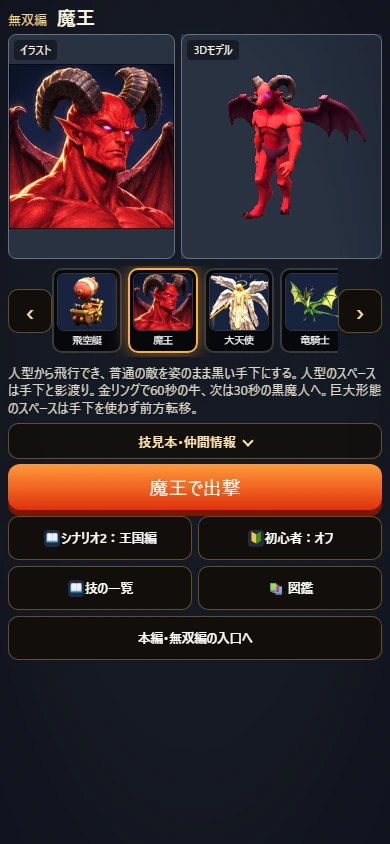 無双編 魔王
イラスト
3Dモデル
‹
飛空艇
魔王
大天使
竜騎士
›
人型から飛行でき、普通の敵を姿のまま黒い手下にする。人型のスペース
は手下と影渡り。金リングで60秒の牛、次は30秒の黒魔人へ。巨大形態
のスペースは手下を使わず前方転移。
技見本・仲間情報
魔王で出撃
シナリオ2：王国編
初心者：オフ
技の一覧
図鑑
本編・無双編の入口へ